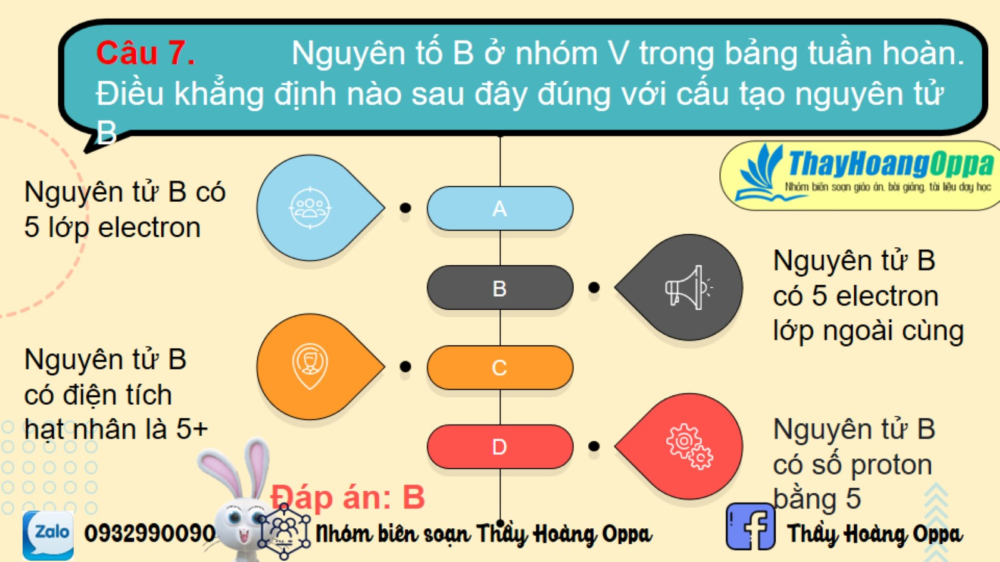 Câu 7. Nguyên tố B ở nhóm V trong bảng tuần hoàn.
Điều khẳng định nào sau đây đúng với cấu tạo nguyên tử
B
ThayHoangOppa
Nhóm biên soạn giáo án, bài giảng, tài liệu dạy học
Nguyên tử B có
5 lớp electron
A
Nguyên tử B
có 5 electron
lớp ngoài cùng
B
Nguyên tử B
có điện tích
hạt nhân là 5+
C
Nguyên tử B
có số proton
bằng 5
D
Đáp án: B
Zalo
0932990090
Nhóm biên soạn Thầy Hoàng Oppa
Thầy Hoàng Oppa